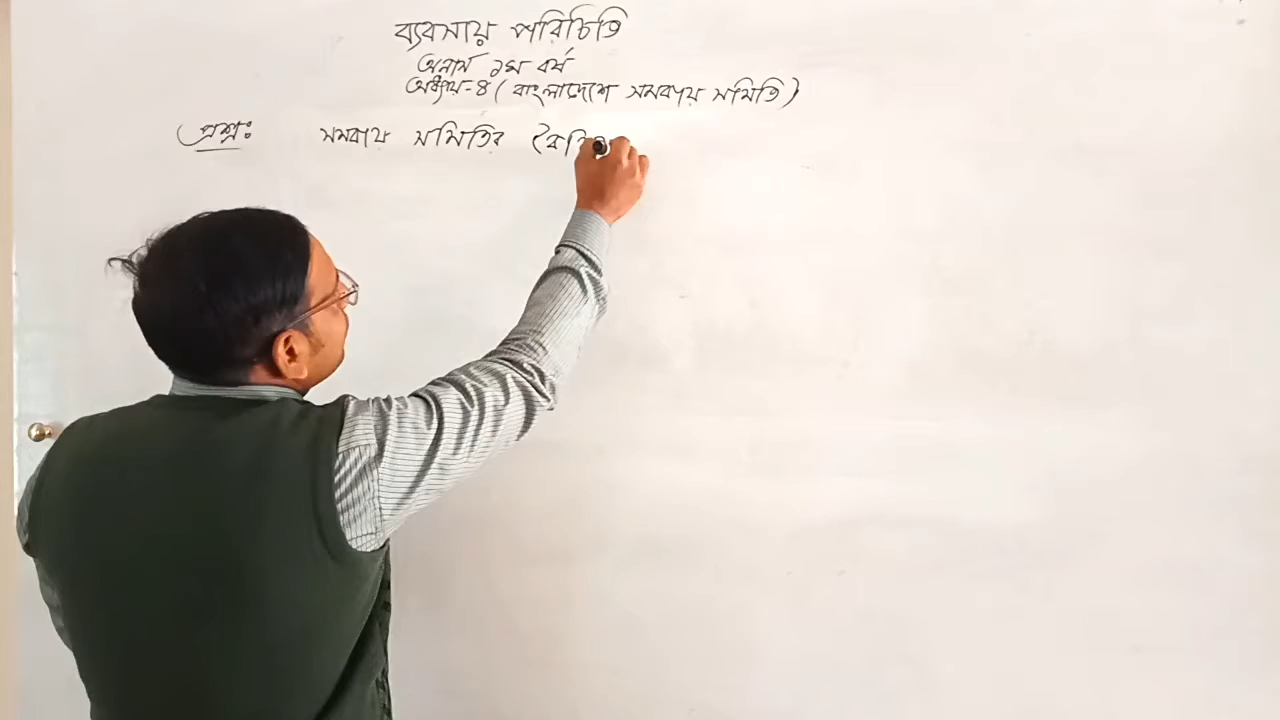 ব্যবসায় পরিচিতি
অনার্স ১ম বর্ষ
অধ্যায়-৪ (বাংলাদেশে সমবায় সমিতি)
প্রশ্নঃ সমবায় সমিতির